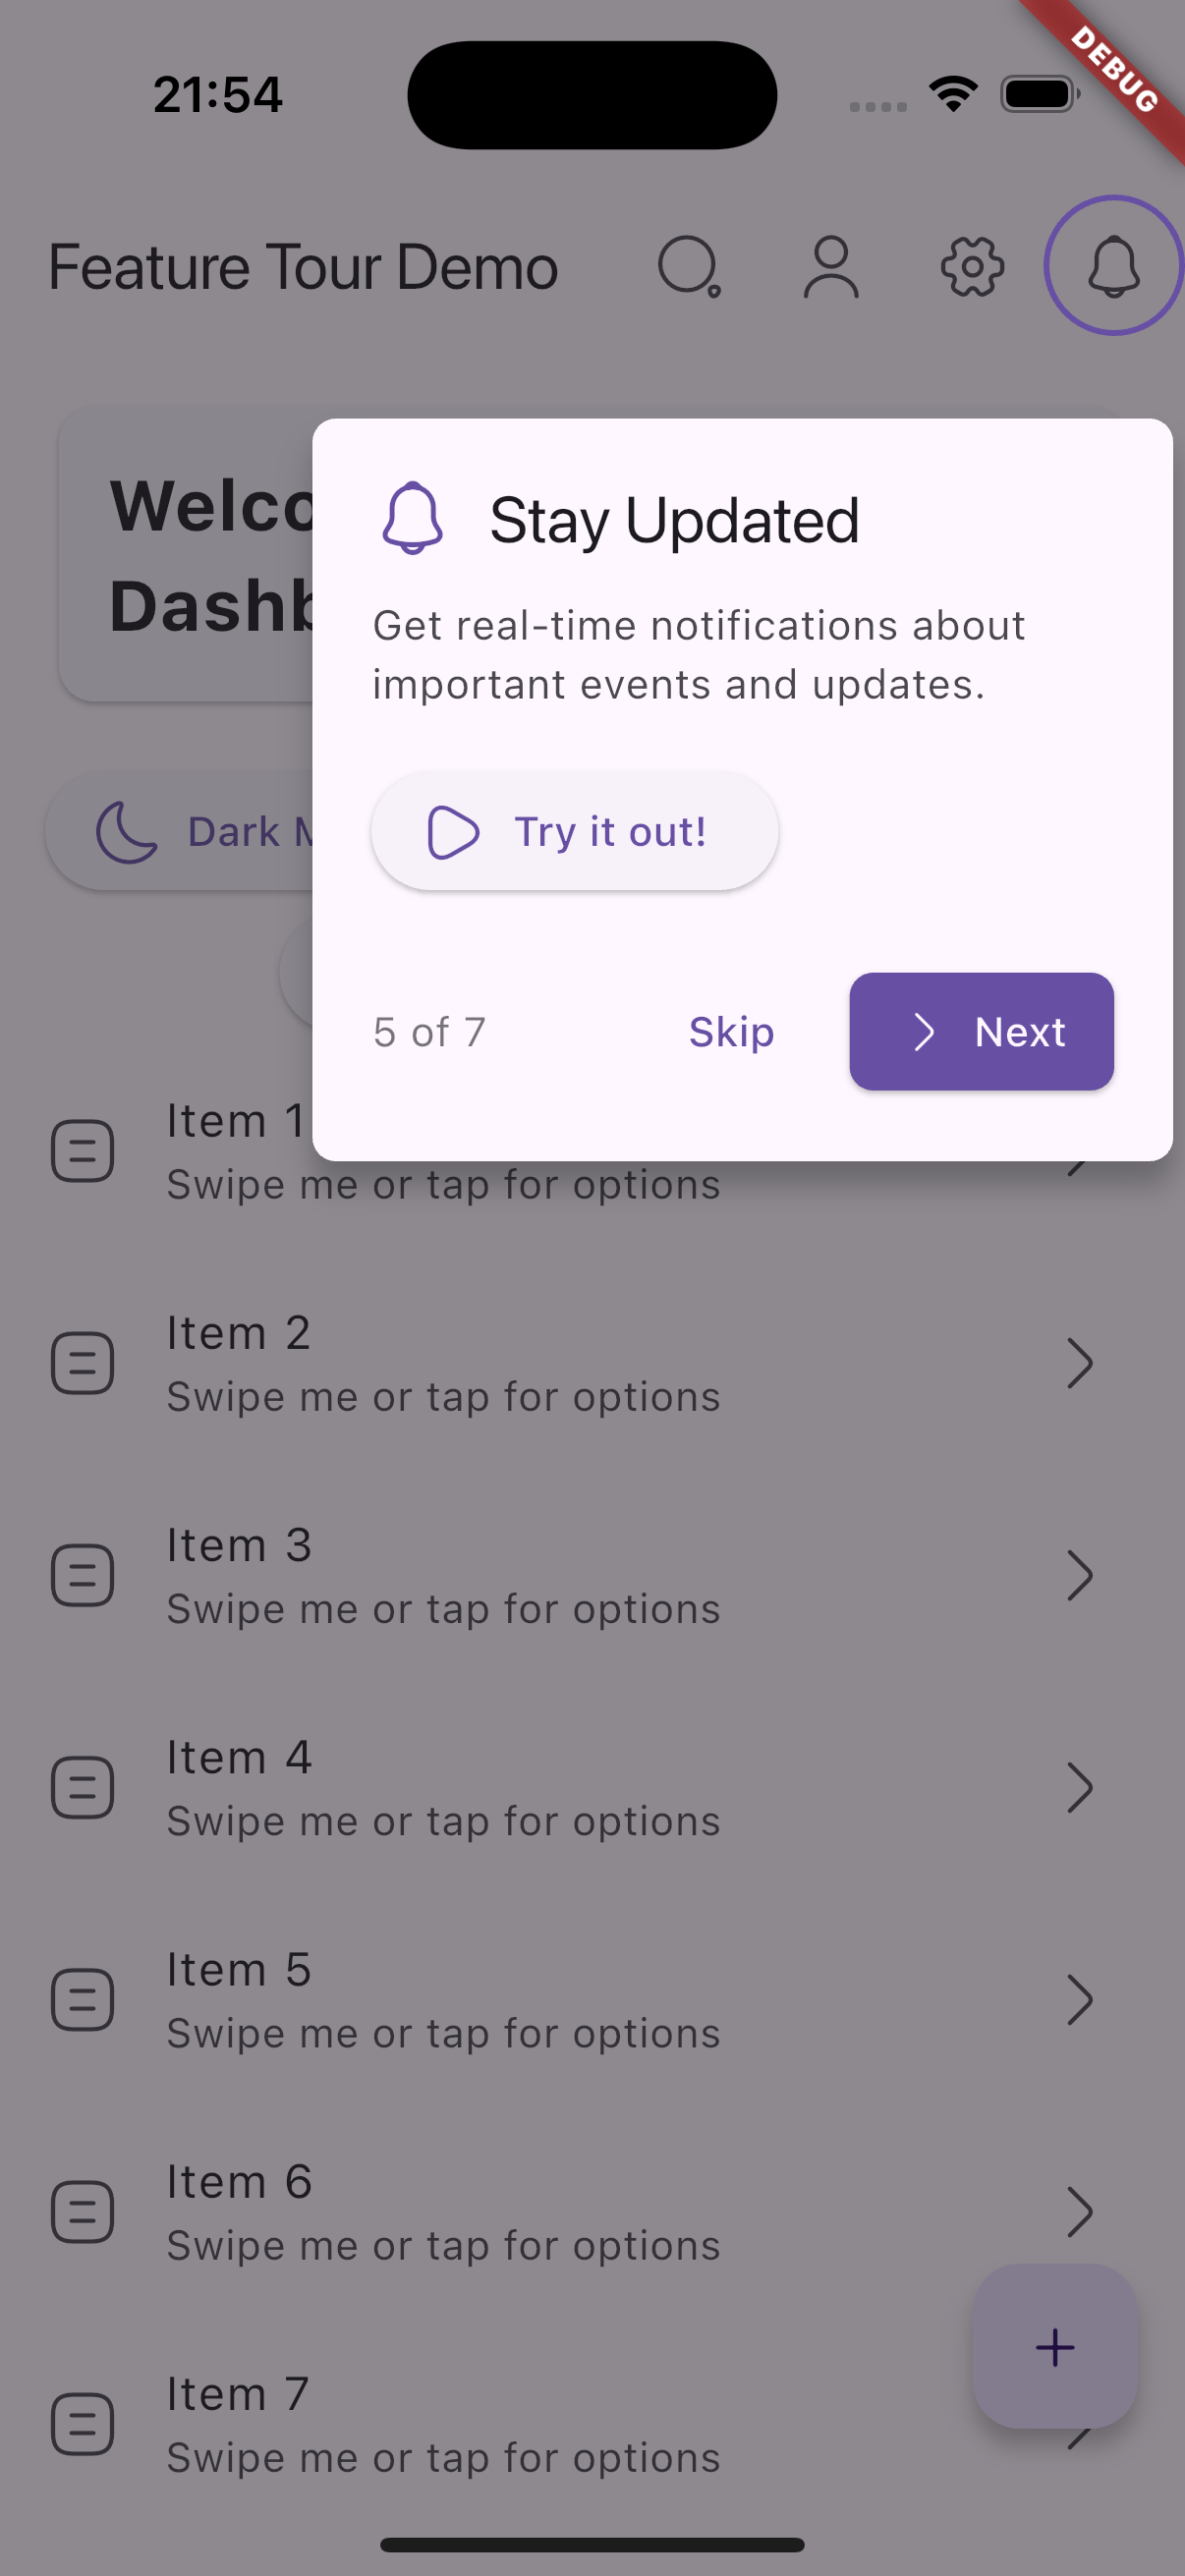 21:54
DEBUG
Feature Tour Demo
Stay Updated
Get real-time notifications about
important events and updates.
Try it out!
5 of 7
Skip
Next
Item 1
Swipe me or tap for options
Item 2
Swipe me or tap for options
Item 3
Swipe me or tap for options
Item 4
Swipe me or tap for options
Item 5
Swipe me or tap for options
Item 6
Swipe me or tap for options
Item 7
Swipe me or tap for options